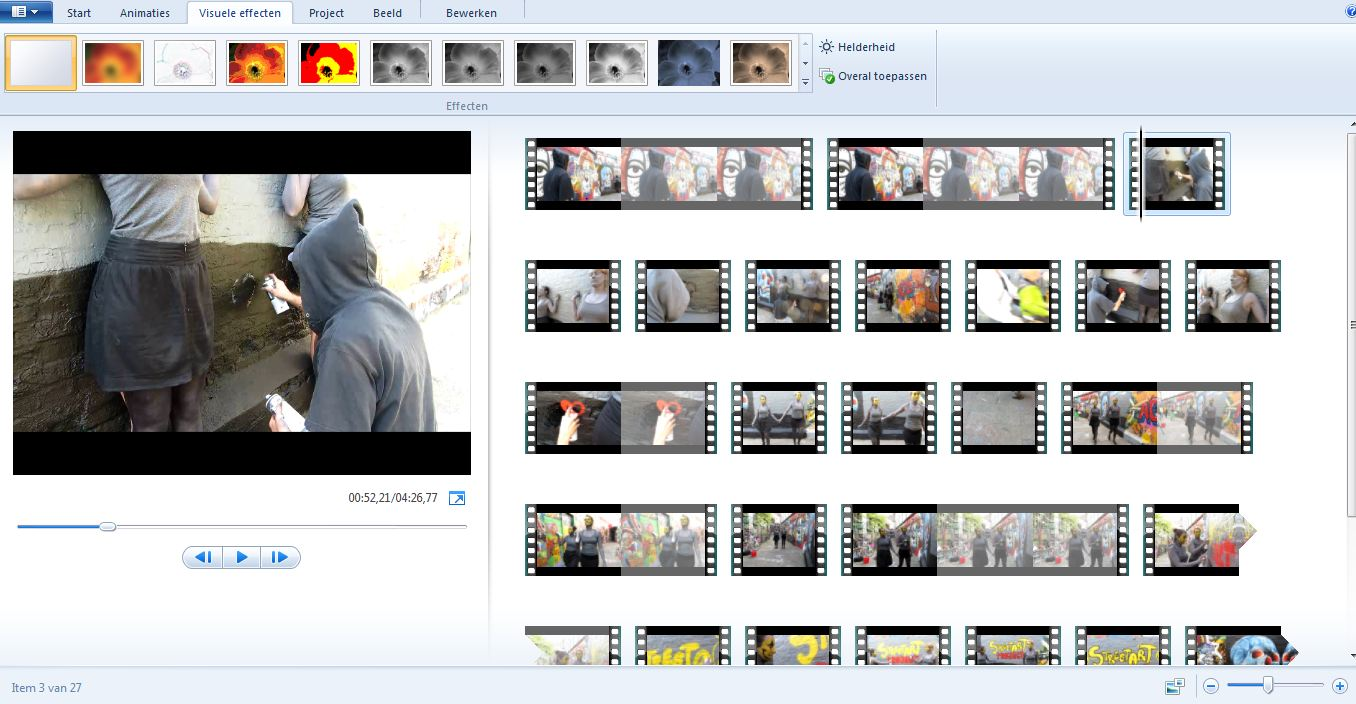 Start Animaties Visuele effecten Project Beeld Bewerken
Helderheid
Overal toepassen
Effecten
00:52,21/04:26,77
STREETART
Item 3 van 27